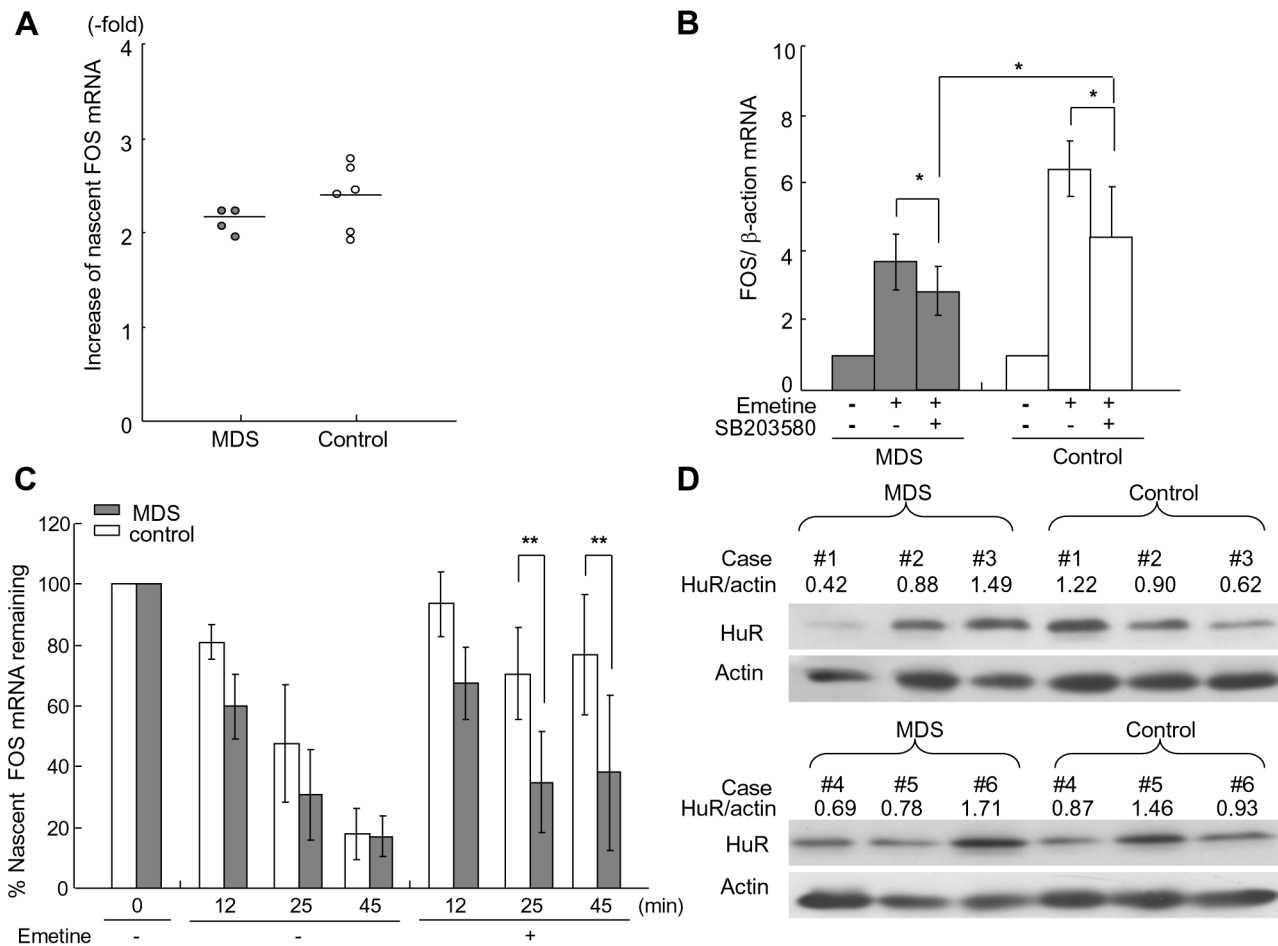 A
(-fold)
Increase of nascent FOS mRNA
4
3
2
1
0
MDS Control
B
FOS/ β-action mRNA
10
8
6
4
2
0
*
*
*
Emetine - + + - + +
SB203580 - - + - - +
MDS Control
C
% Nascent FOS mRNA remaining
MDS
control
120
100
80
60
40
20
0
**
**
0 12 25 45 12 25 45 (min)
Emetine - - +
D
MDS Control
Case #1 #2 #3 #1 #2 #3
HuR/actin 0.42 0.88 1.49 1.22 0.90 0.62
HuR
Actin
MDS Control
Case #4 #5 #6 #4 #5 #6
HuR/actin 0.69 0.78 1.71 0.87 1.46 0.93
HuR
Actin